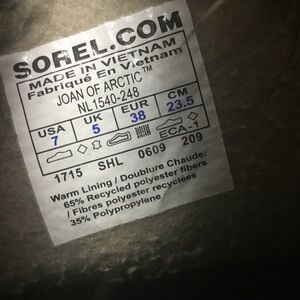 SOREL.COM
MADE IN VIETNAM
Fabriqué En Vietnam
JOAN OF ARCTIC™
NL1540-248
USA UK EUR CM
7 5 38 23.5
ECA-1
1715 SHL 0609 209
Warm Lining / Doublure Chaude:
65% Recycled polyester fibers
/ Fibres polyester recyclées
35% Polypropylene